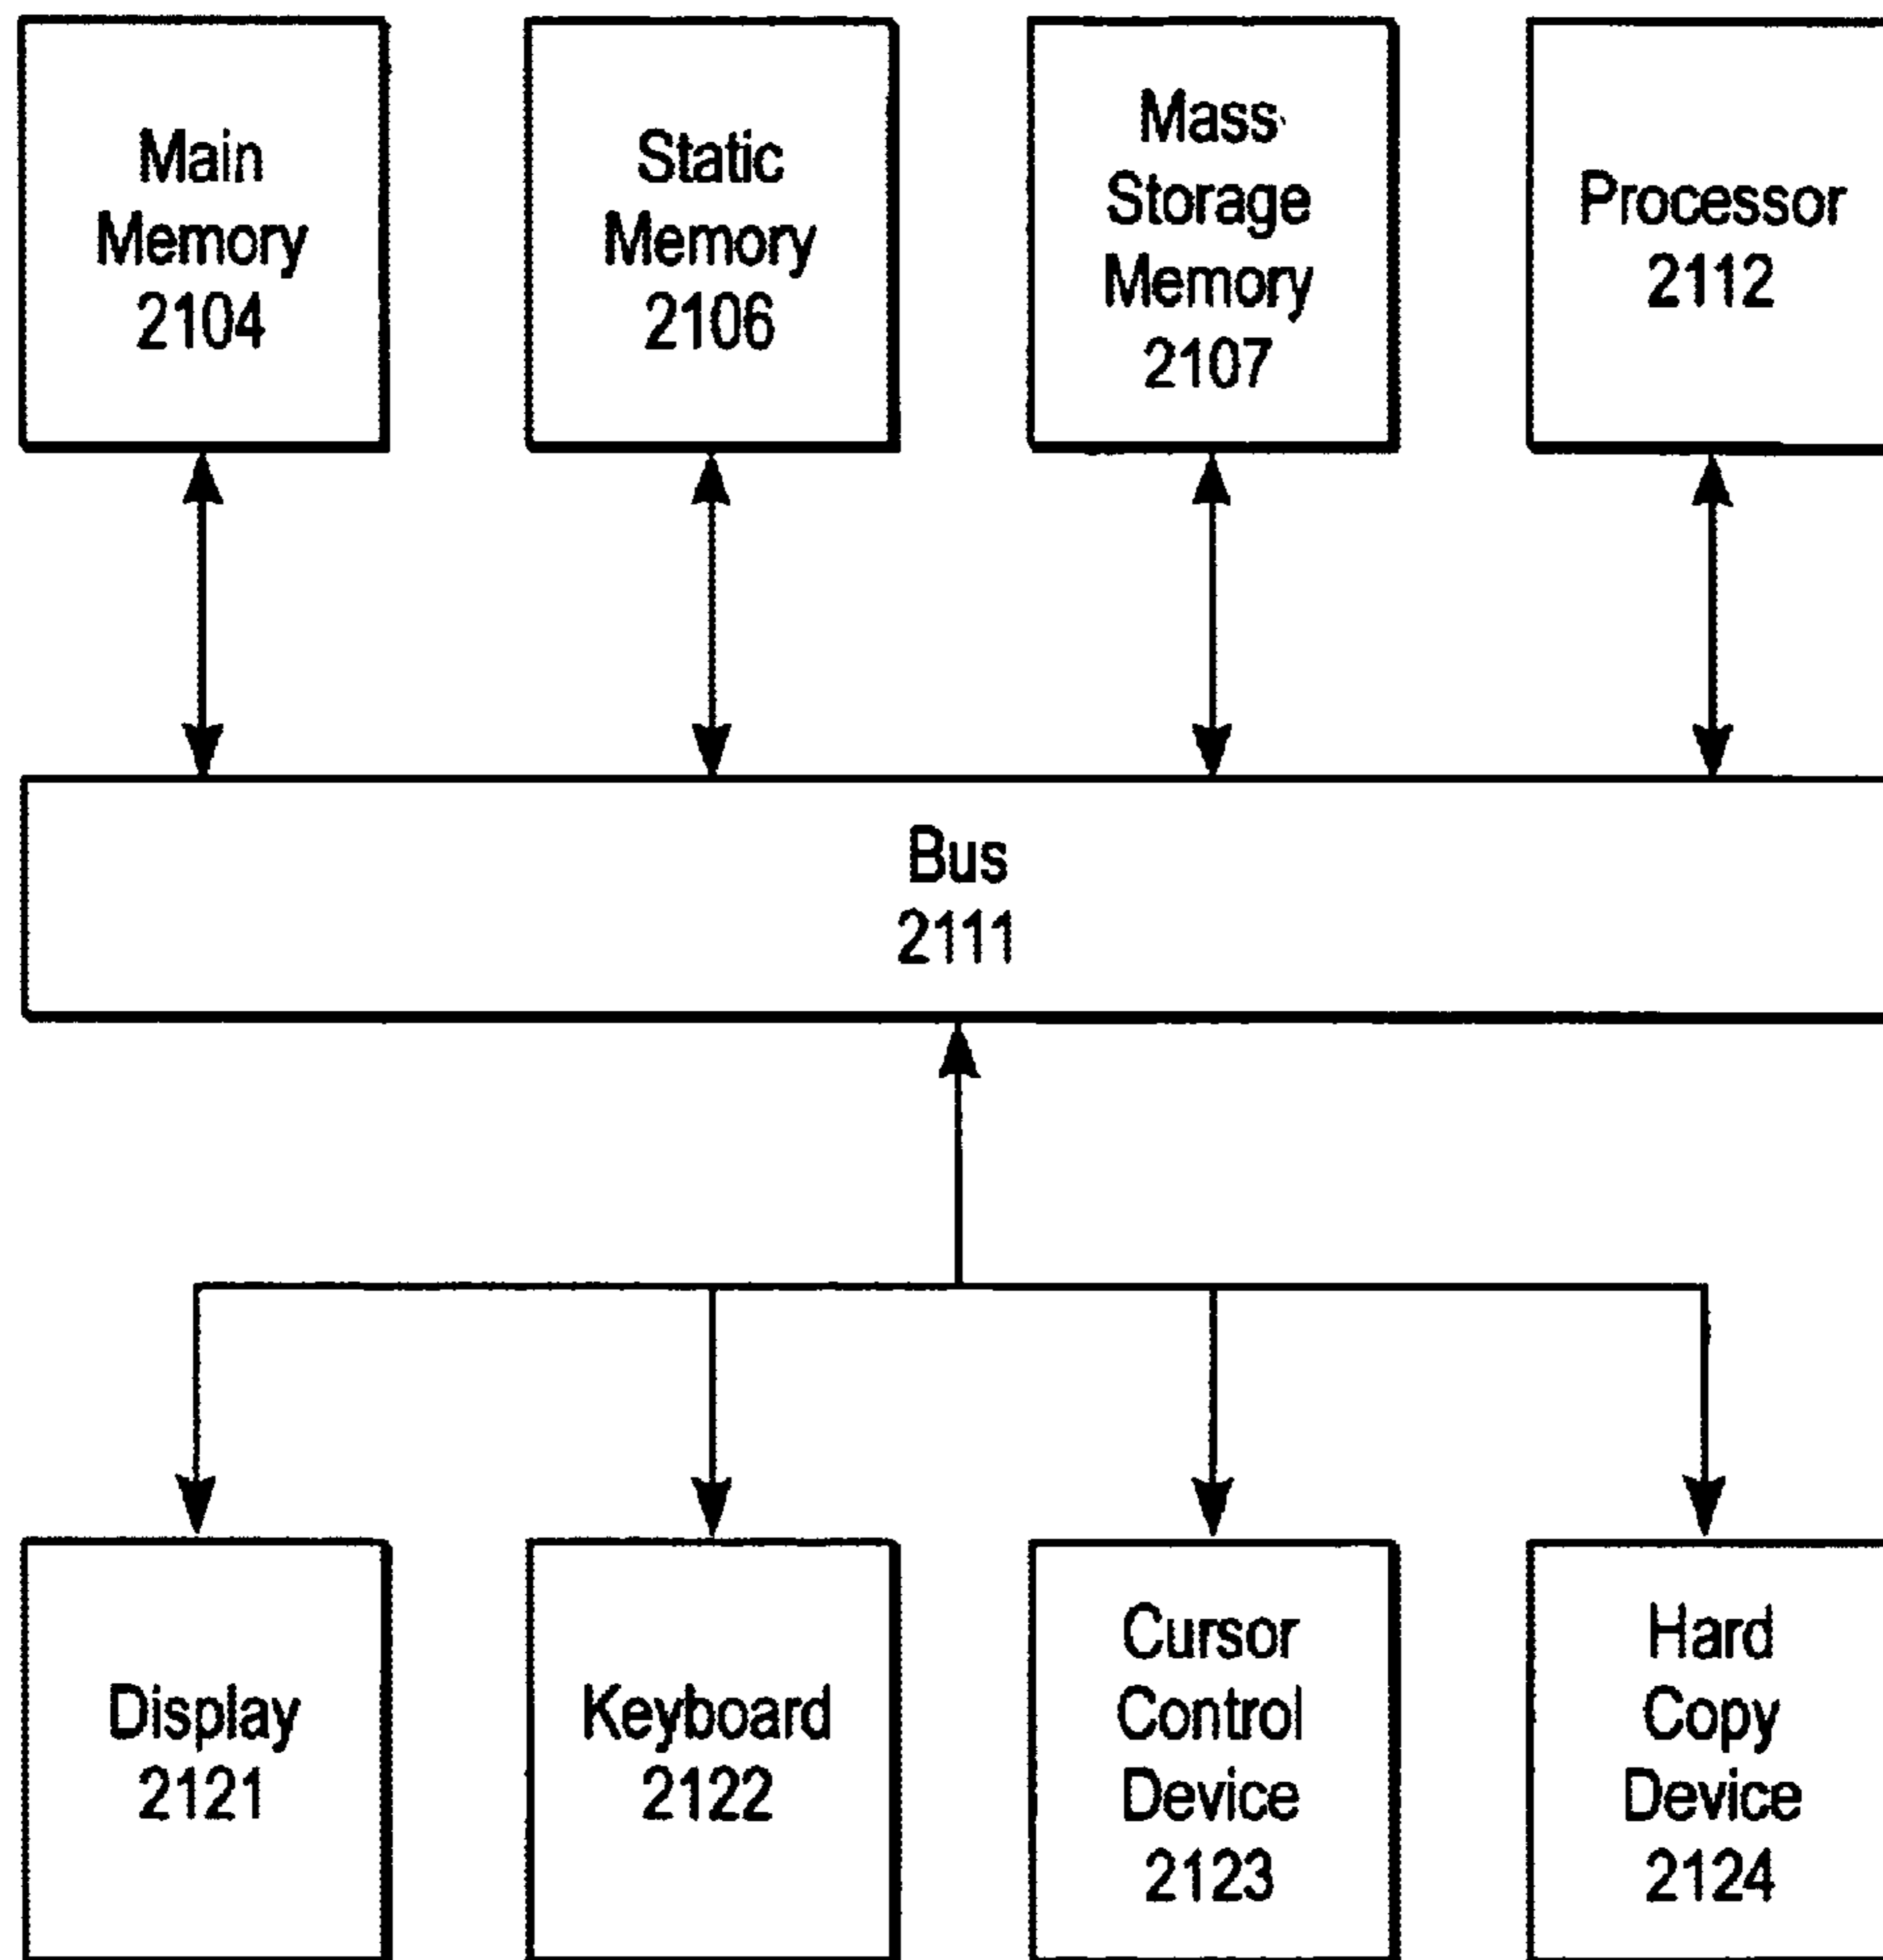 Main
Memory
2104
Static
Memory
2106
Mass
Storage
Memory
2107
Processor
2112
Bus
2111
Display
2121
Keyboard
2122
Cursor
Control
Device
2123
Hard
Copy
Device
2124